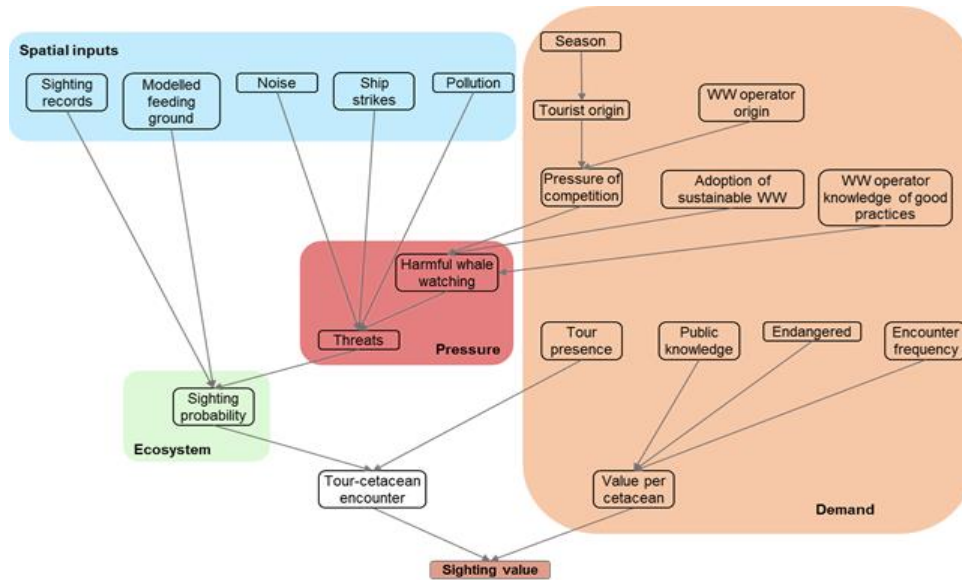 Spatial inputs
Sighting
records
Modelled
feeding
ground
Noise
Ship
strikes
Pollution
Season
Tourist origin
WW operator
origin
Pressure of
competition
Adoption of
sustainable WW
WW operator
knowledge of good
practices
Harmful whale
watching
Threats
Pressure
Tour
presence
Public
knowledge
Endangered
Encounter
frequency
Sighting
probability
Ecosystem
Tour-cetacean
encounter
Value per
cetacean
Demand
Sighting value